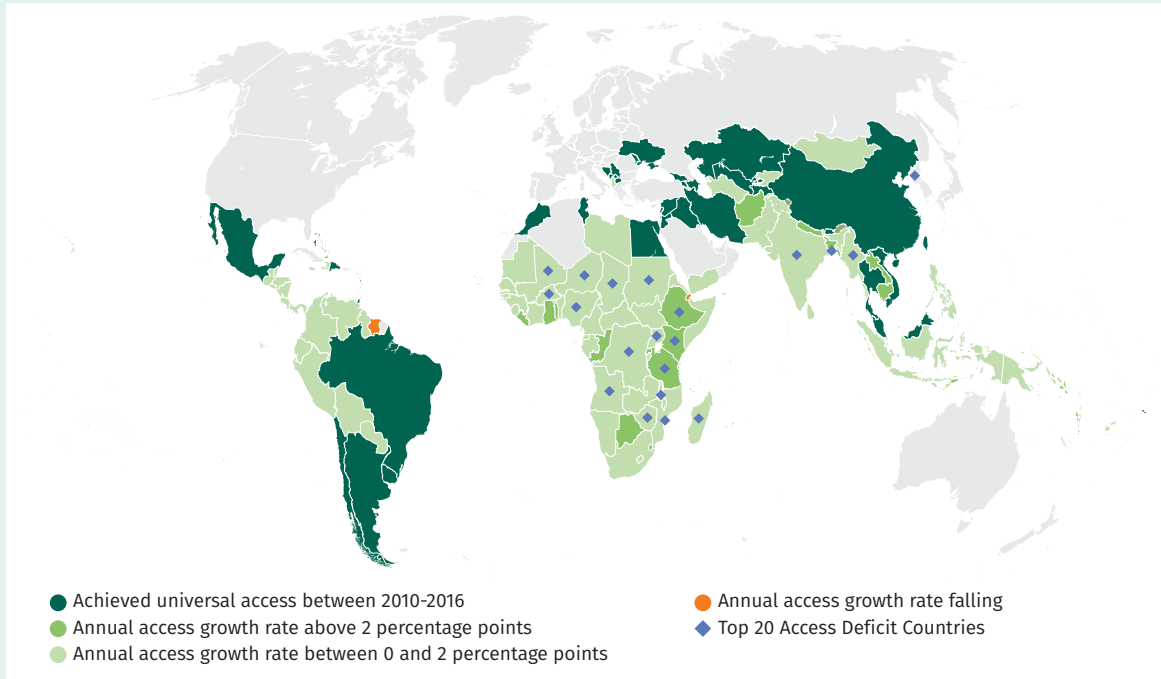 Achieved universal access between 2010-2016
Annual access growth rate above 2 percentage points
Annual access growth rate between 0 and 2 percentage points
Annual access growth rate falling
Top 20 Access Deficit Countries